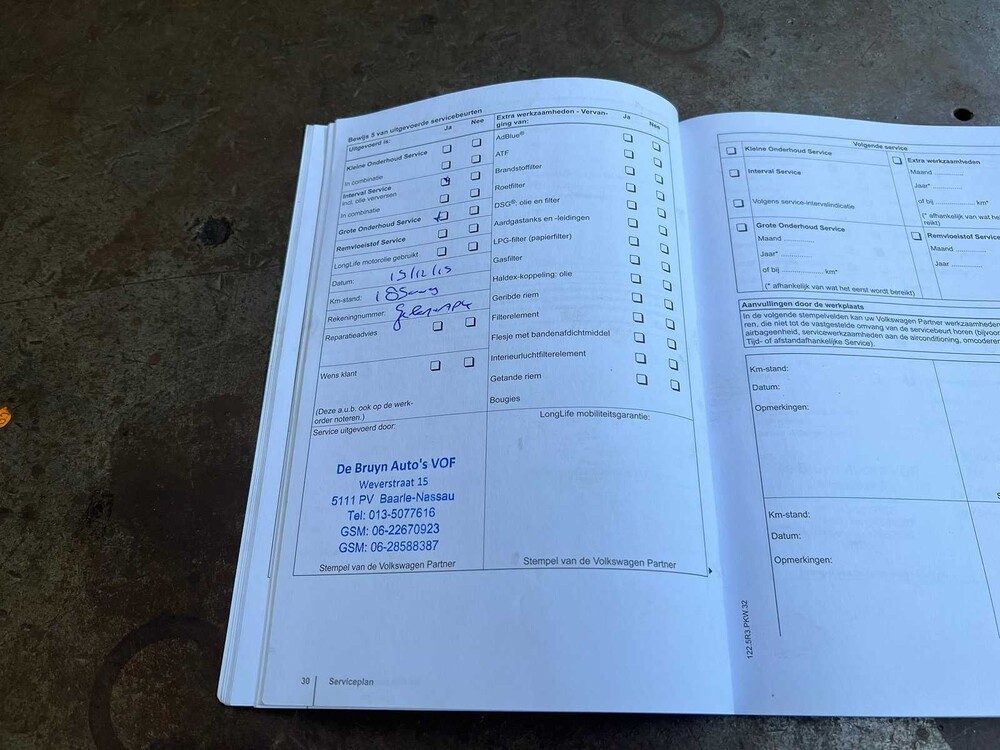 Bewijs 5 van uitgevoerde servicebeurten
Uitgevoerd is:
Ja
Nee
Kleine Onderhoud Service
In combinatie
Interval Service
incl. olie verversen
In combinatie
Grote Onderhoud Service
Remvloeistof Service
LongLife motorolie gebruikt
Datum
Km-stand:
Rekeningnummer:
Reparatieadvies
Wens klant
(Deze a.u.b. ook op de werk-
order noteren.)
Extra werkzaamheden - Vervan-
ging van:
Ja
Nee
AdBlue®
ATF
Brandstoffilter
Roetfilter
DSG®: olie en filter
Aardgastanks en -leidingen
LPG-filter (papierfilter)
Gasfilter
Haldex-koppeling: olie
Geribde riem
Filterelement
Flesje met bandenafdichtmiddel
Interieurluchtfilterelement
Getande riem
Bougies
Service uitgevoerd door:
De Bruyn Auto's VOF
Weverstraat 15
5111 PV Baarle-Nassau
Tel: 013-5077616
GSM: 06-22670923
GSM: 06-28588387
Stempel van de Volkswagen Partner
LongLife mobiliteitsgarantie:
Stempel van de Volkswagen Partner
30
Serviceplan
Volgende service
Kleine Onderhoud Service
Interval Service
Volgens service-intervalindicatie
Grote Onderhoud Service
Maand
Jaar*
of bij km*
(* afhankelijk van wat het eerst wordt bereikt)
Extra werkzaamheden
Maand
Jaar*
of bij km*
(* afhankelijk van wat he
reikt)
Remvloeistof Service
Maand
Jaar
Aanvullingen door de werkplaats
In de volgende stempelvelden kan uw Volkswagen Partner werkzaamheden
ren, die niet tot de vastgestelde omvang van de servicebeurt horen (bijvoor
airbageenheid, servicewerkzaamheden aan de airconditioning, omcoderen
Tijd- of afstandafhankelijke Service).
Km-stand:
Datum:
Opmerkingen:
Km-stand:
Datum:
Opmerkingen:
122.5R3.PKW.32